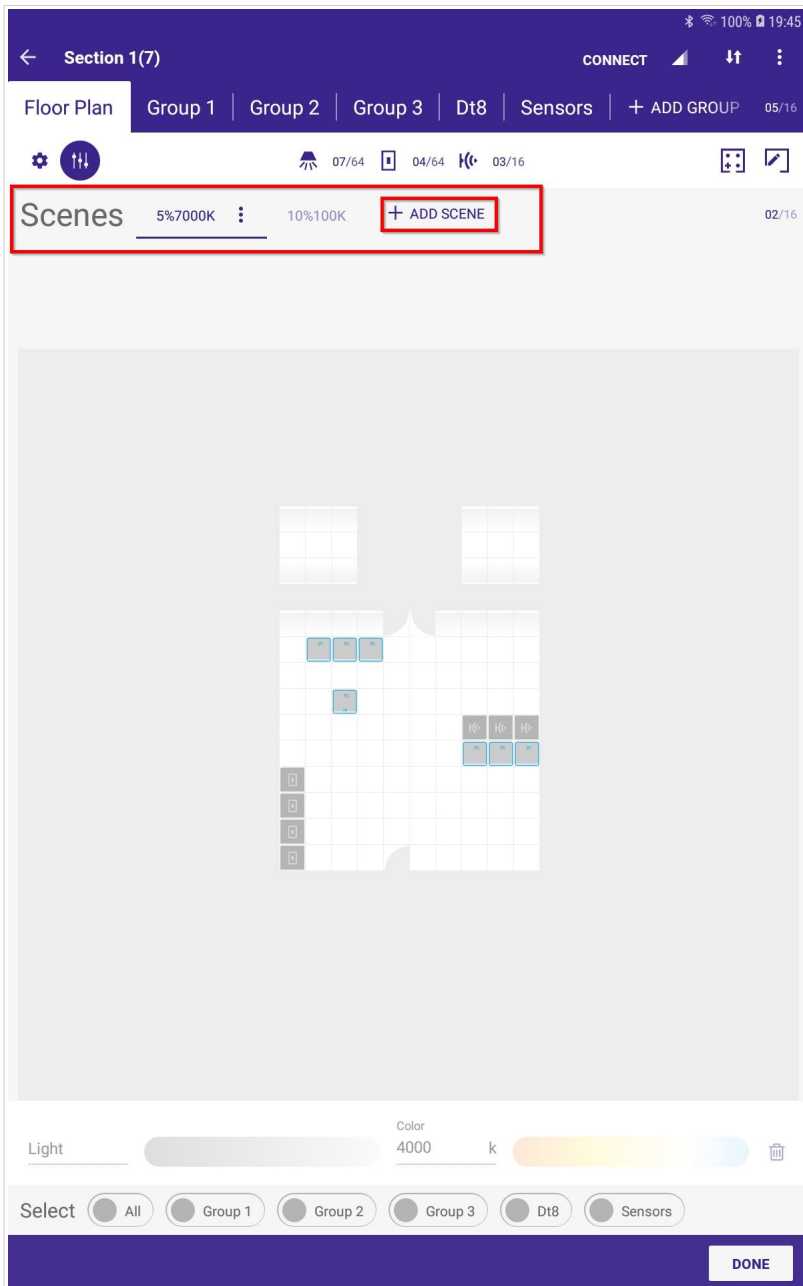 100% 19:45
Section 1(7) CONNECT
Floor Plan Group 1 Group 2 Group 3 Dt8 Sensors + ADD GROUP 05/16
07/64 04/64 03/16
Scenes 5%7000K 10%100K + ADD SCENE 02/16
Color
Light 4000 k
Select All Group 1 Group 2 Group 3 Dt8 Sensors
DONE